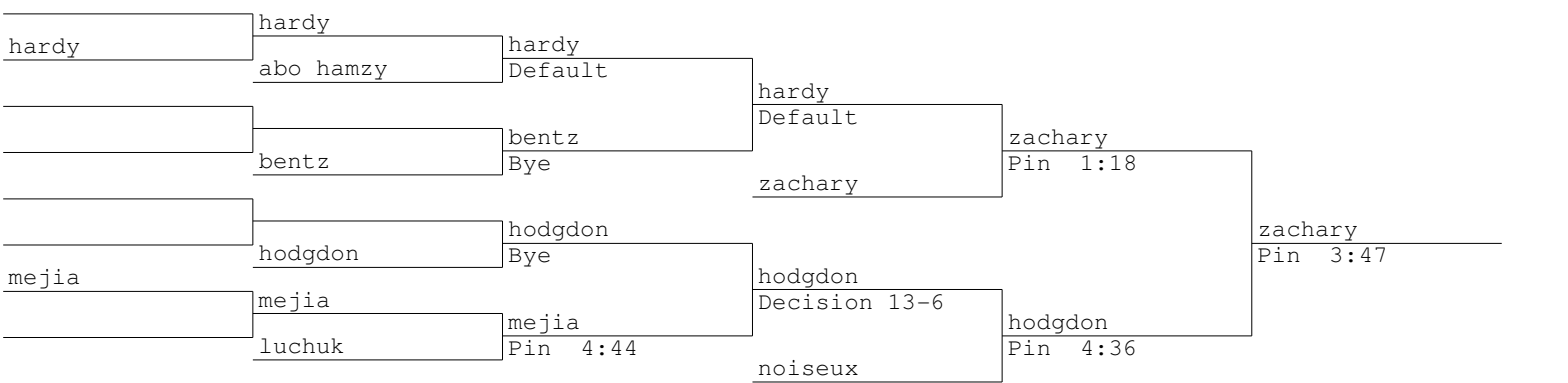 hardy
hardy
abo hamzy
hardy
Default
bentz
bentz
Bye
hardy
Default
zachary
zachary
Pin 1:18
hodgdon
hodgdon
Bye
mejia
mejia
luchuk
mejia
Pin 4:44
hodgdon
Decision 13-6
noiseux
hodgdon
Pin 4:36
zachary
Pin 3:47